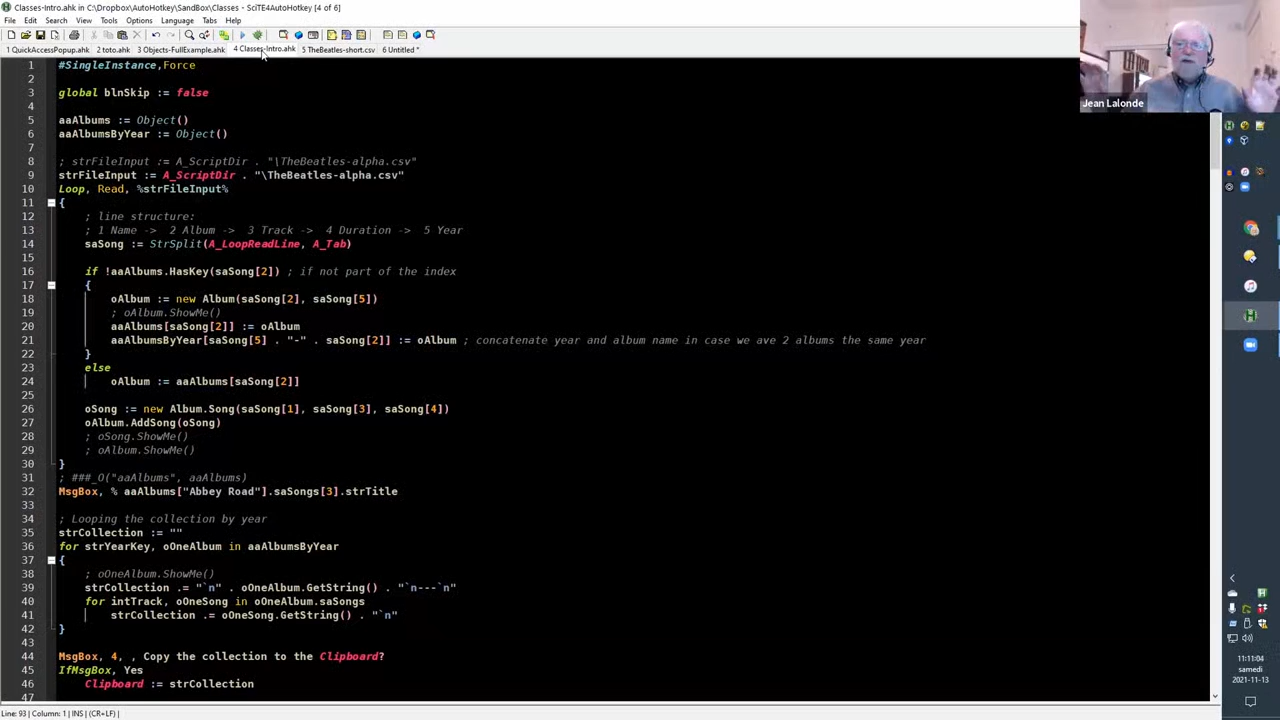 Classes-Intro.ahk in C:\Dropbox\AutoHotkey\SandBox\Classes - SciTE4AutoHotkey [4 of 6]
File Edit Search View Tools Options Language Tabs Help
1 QuickAccessPopup.ahk 2 toto.ahk 3 Objects-FullExample.ahk 4 Classes-Intro.ahk 5 TheBeatles-short.csv 6 Untitled *
1 #SingleInstance,Force
2
3 global blnSkip := false
4
5 aaAlbums := Object()
6 aaAlbumsByYear := Object()
7
8 ; strFileInput := A_ScriptDir . "\TheBeatles-alpha.csv"
9 strFileInput := A_ScriptDir . "\TheBeatles-alpha.csv"
10 Loop, Read, %strFileInput%
11 {
12 ; line structure:
13 ; 1 Name -> 2 Album -> 3 Track -> 4 Duration -> 5 Year
14 saSong := StrSplit(A_LoopReadLine, A_Tab)
15
16 if !aaAlbums.HasKey(saSong[2]) ; if not part of the index
17 {
18 oAlbum := new Album(saSong[2], saSong[5])
19 ; oAlbum.ShowMe()
20 aaAlbums[saSong[2]] := oAlbum
21 aaAlbumsByYear[saSong[5] . "-" . saSong[2]] := oAlbum ; concatenate year and album name in case we ave 2 albums the same year
22 }
23 else
24 oAlbum := aaAlbums[saSong[2]]
25
26 oSong := new Album.Song(saSong[1], saSong[3], saSong[4])
27 oAlbum.AddSong(oSong)
28 ; oSong.ShowMe()
29 ; oAlbum.ShowMe()
30 }
31 ; ###_O("aaAlbums", aaAlbums)
32 MsgBox, % aaAlbums["Abbey Road"].saSongs[3].strTitle
33
34 ; Looping the collection by year
35 strCollection := ""
36 for strYearKey, oOneAlbum in aaAlbumsByYear
37 {
38 ; oOneAlbum.ShowMe()
39 strCollection .= "`n" . oOneAlbum.GetString() . "`n---`n"
40 for intTrack, oOneSong in oOneAlbum.saSongs
41 strCollection .= oOneSong.GetString() . "`n"
42 }
43
44 MsgBox, 4, , Copy the collection to the Clipboard?
45 IfMsgBox, Yes
46 Clipboard := strCollection
47
Line: 93 | Column: 1 | INS | (CR+LF) |
Jean Lalonde
11:11:04
samedi
2021-11-13